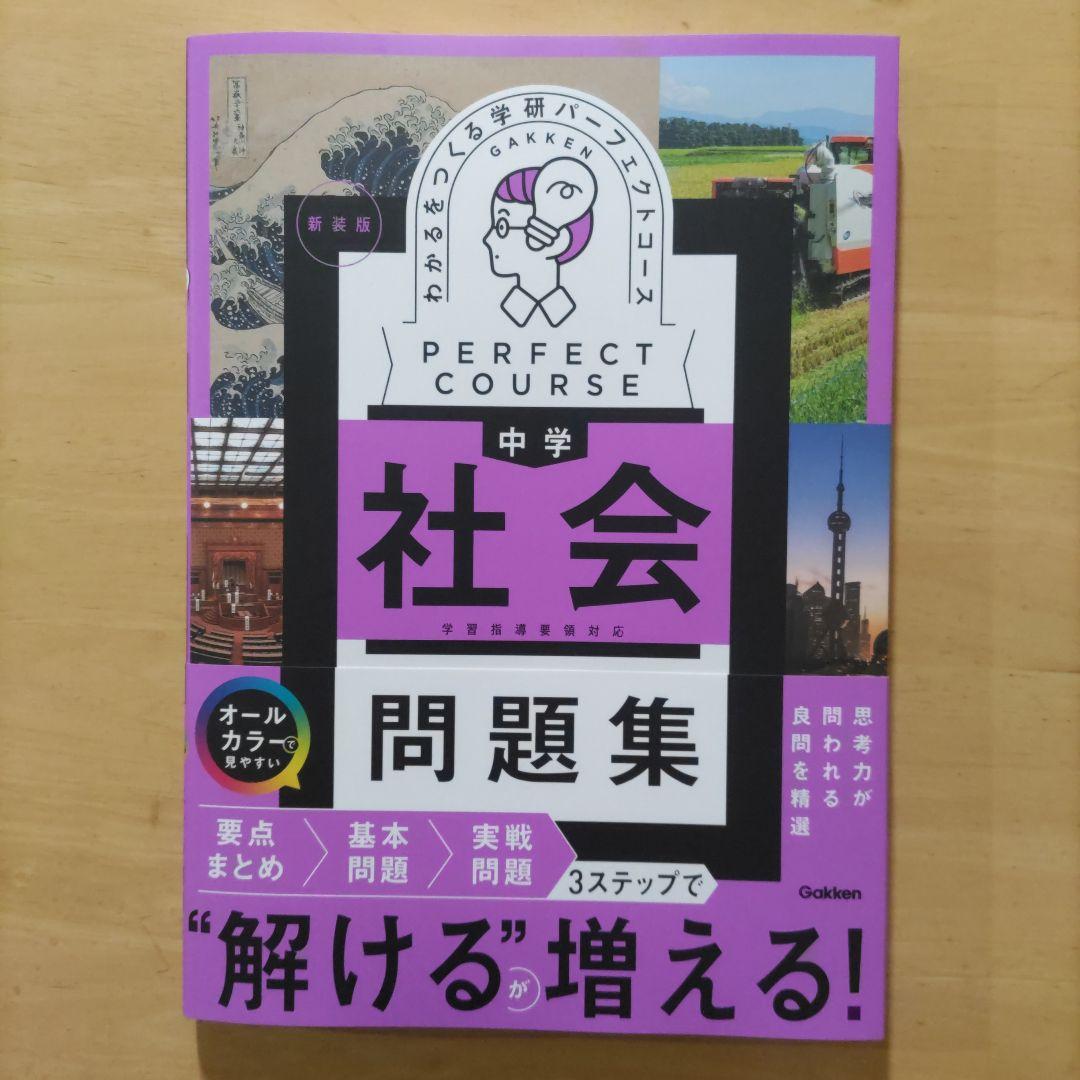 わかるをつくる学研パーフェクトコース
GAKKEN
新装版
PERFECT
COURSE
中学
社会
学習指導要領対応
問題集
オール
カラーで
見やすい
思考力が
問われる
良問を精選
要点
まとめ
基本
問題
実戦
問題
3ステップで
Gakken
“解ける”が増える!